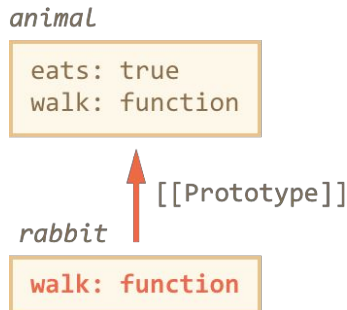 animal
eats: true
walk: function
[[Prototype]]
rabbit
walk: function